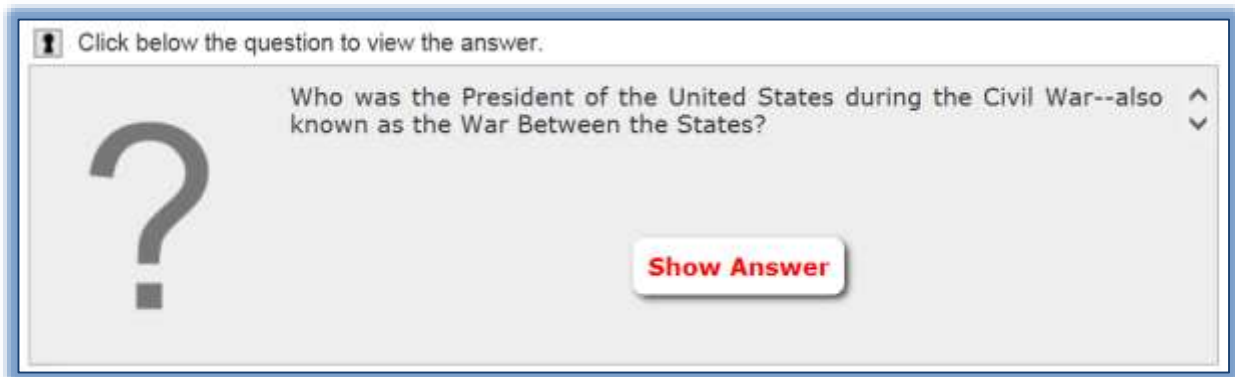 Click below the question to view the answer.
Who was the President of the United States during the Civil War--also
known as the War Between the States?
?
Show Answer